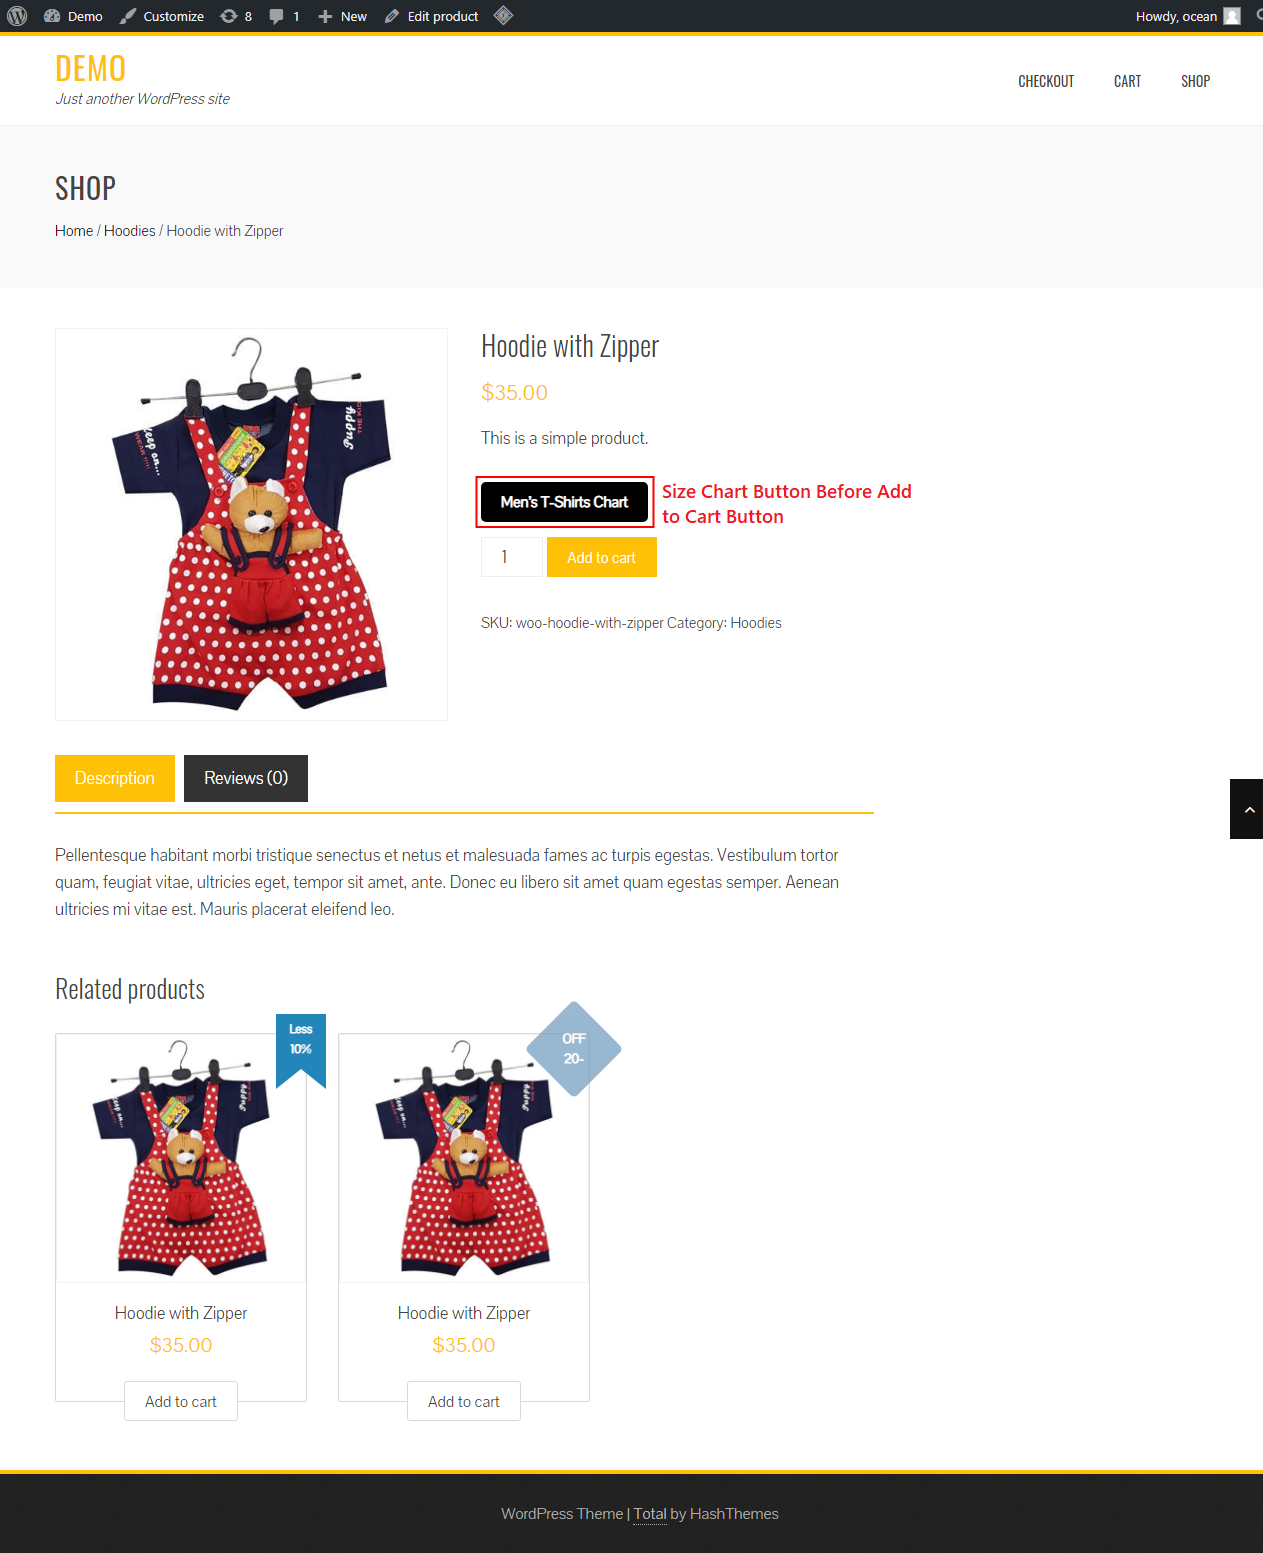 Demo Customize 8 1 New Edit product Howdy, ocean
DEMO
Just another WordPress site
CHECKOUT CART SHOP
SHOP
Home / Hoodies / Hoodie with Zipper
Hoodie with Zipper
$35.00
This is a simple product.
Men's T-Shirts Chart
Size Chart Button Before Add
to Cart Button
1 Add to cart
SKU: woo-hoodie-with-zipper Category: Hoodies
Keep on...
WEAR !!!!
Puppy
THE KID
Description Reviews (0)
Pellentesque habitant morbi tristique senectus et netus et malesuada fames ac turpis egestas. Vestibulum tortor
quam, feugiat vitae, ultricies eget, tempor sit amet, ante. Donec eu libero sit amet quam egestas semper. Aenean
ultricies mi vitae est. Mauris placerat eleifend leo.
Related products
Less
10%
OFF
20-
Hoodie with Zipper
$35.00
Add to cart
Hoodie with Zipper
$35.00
Add to cart
WordPress Theme | Total by HashThemes